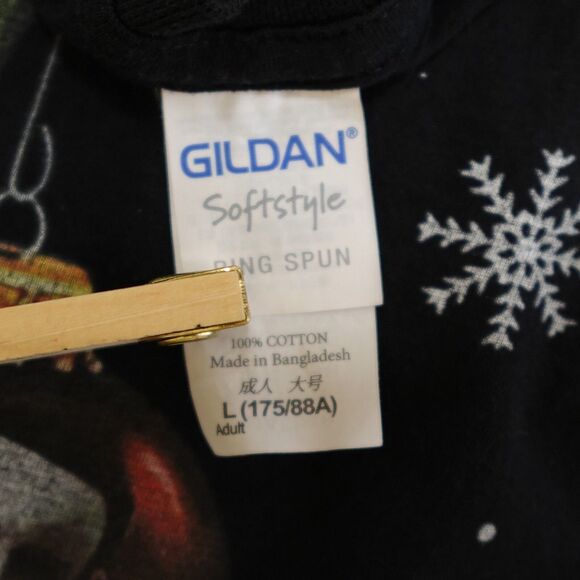 GILDAN®
Softstyle
RING SPUN
100% COTTON
Made in Bangladesh
成人 大号
L (175/88A)
Adult